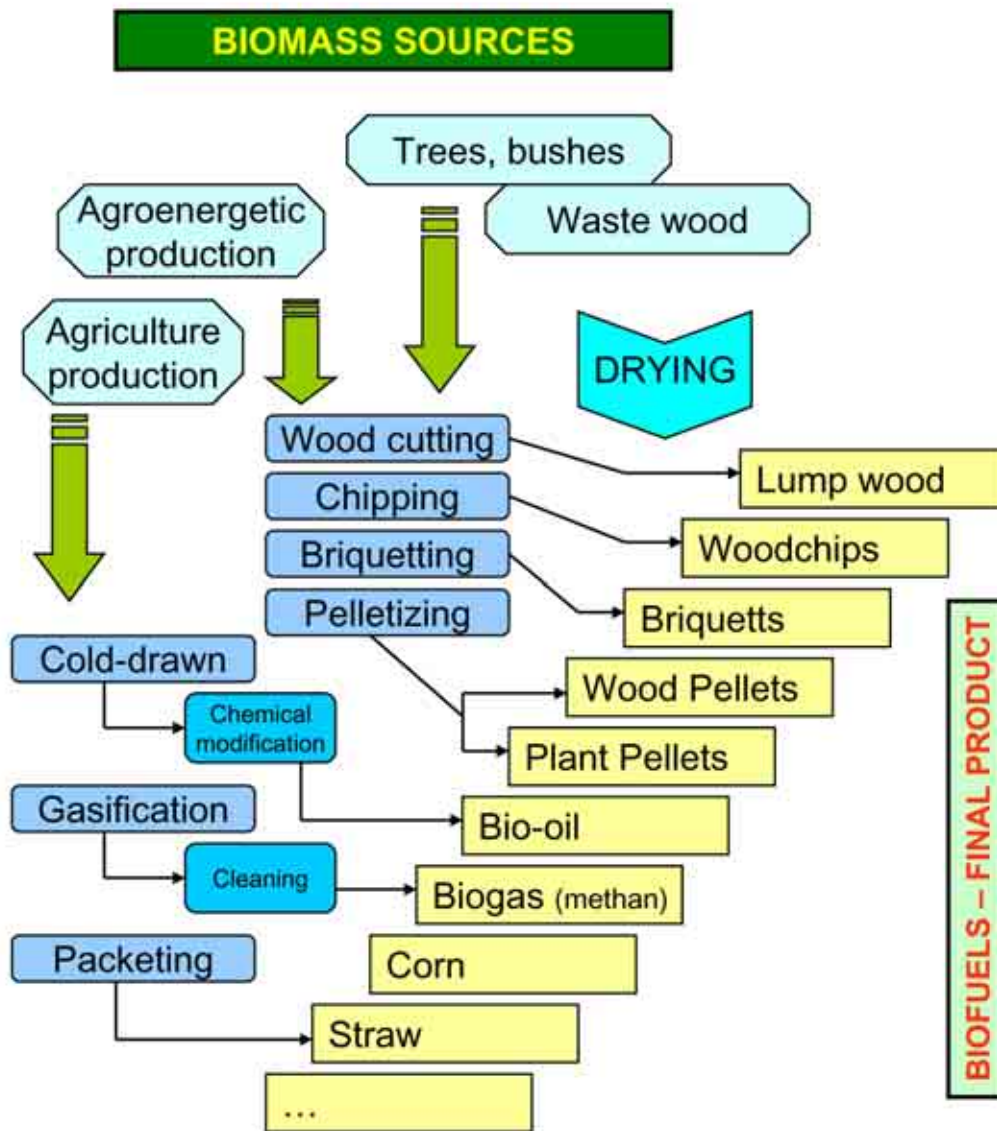 BIOMASS SOURCES
Trees, bushes
Waste wood
Agroenergetic
production
Agriculture
production
DRYING
Wood cutting
Lump wood
Chipping
Woodchips
Briquetting
Briquetts
Pelletizing
Wood Pellets
Plant Pellets
Cold-drawn
Chemical
modification
Bio-oil
Gasification
Cleaning
Biogas (methan)
Corn
Packeting
Straw
...
BIOFUELS – FINAL PRODUCT